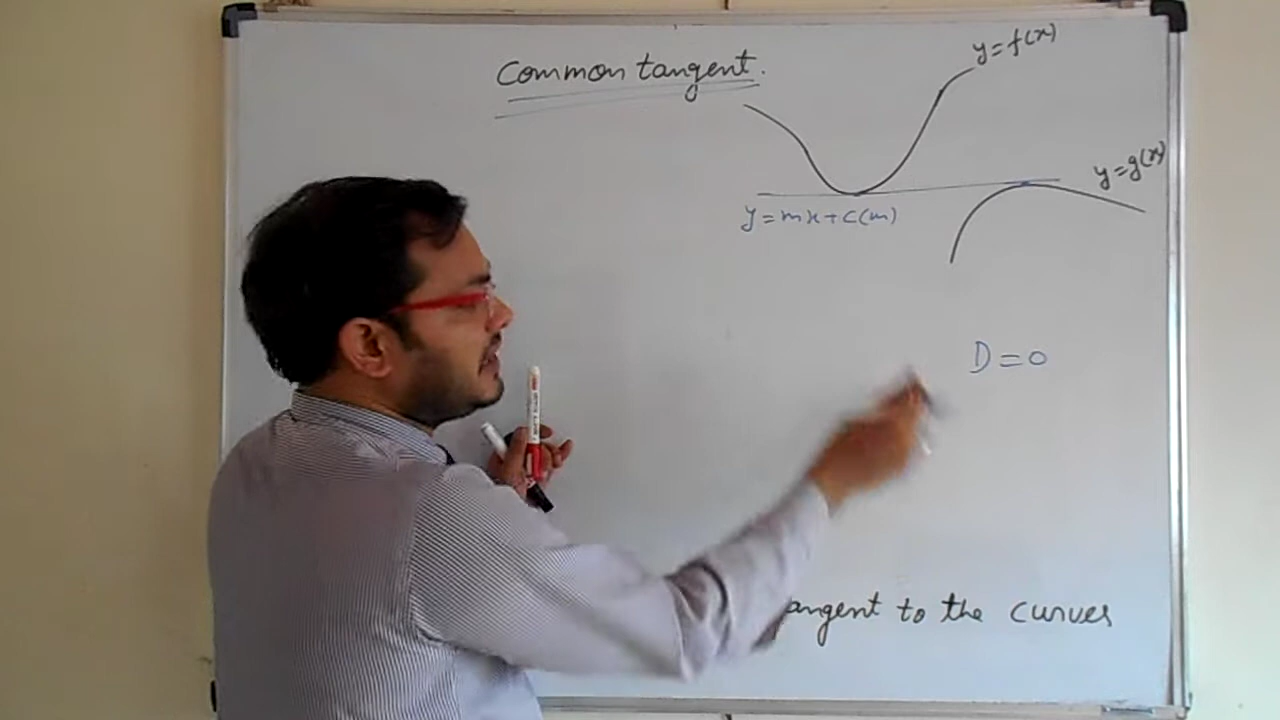 Common tangent.
y=f(x)
y=g(x)
y=mx+c(m)
D=0
angent to the curves